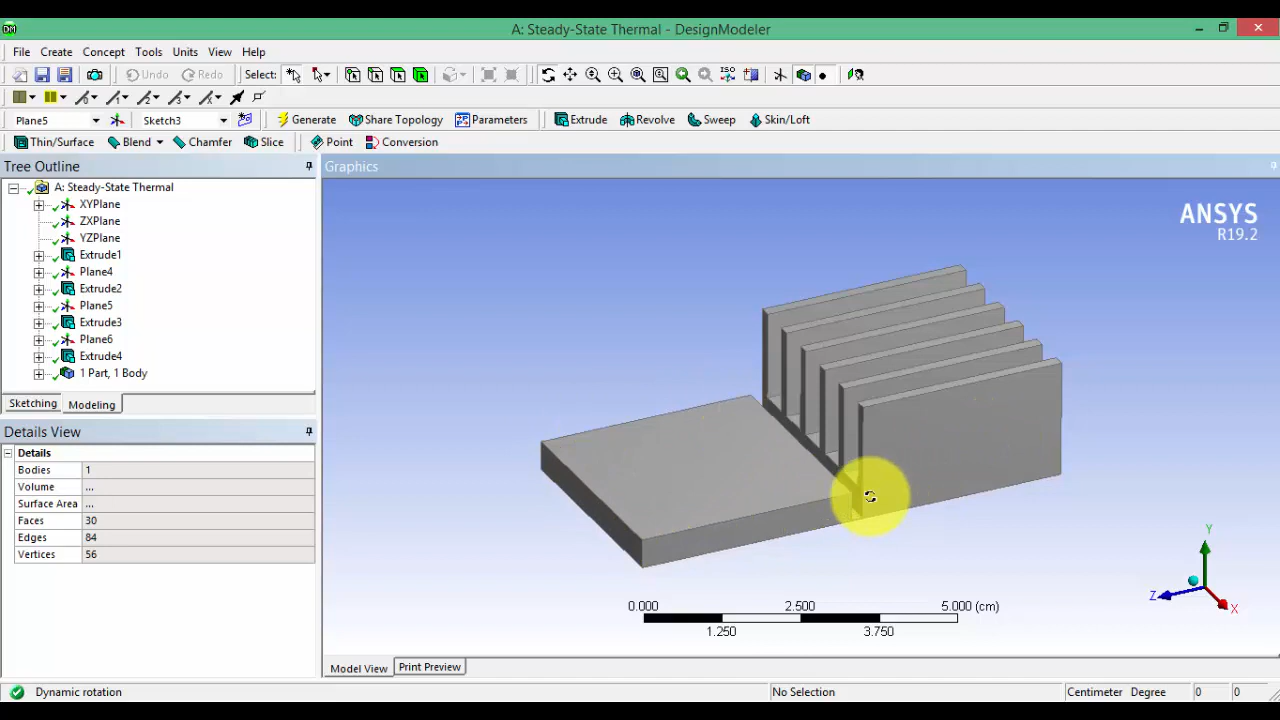 A: Steady-State Thermal - DesignModeler
File Create Concept Tools Units View Help
Undo Redo Select: ISO
Plane5 Sketch3 Generate Share Topology Parameters Extrude Revolve Sweep Skin/Loft
Thin/Surface Blend Chamfer Slice Point Conversion
Tree Outline
A: Steady-State Thermal
XYPlane
ZXPlane
YZPlane
Extrude1
Plane4
Extrude2
Plane5
Extrude3
Plane6
Extrude4
1 Part, 1 Body
Sketching Modeling
Details View
Details
Bodies 1
Volume ...
Surface Area ...
Faces 30
Edges 84
Vertices 56
Graphics
ANSYS
R19.2
Y
Z
X
0.000 2.500 5.000 (cm)
1.250 3.750
Model View Print Preview
Dynamic rotation No Selection Centimeter Degree 0 0